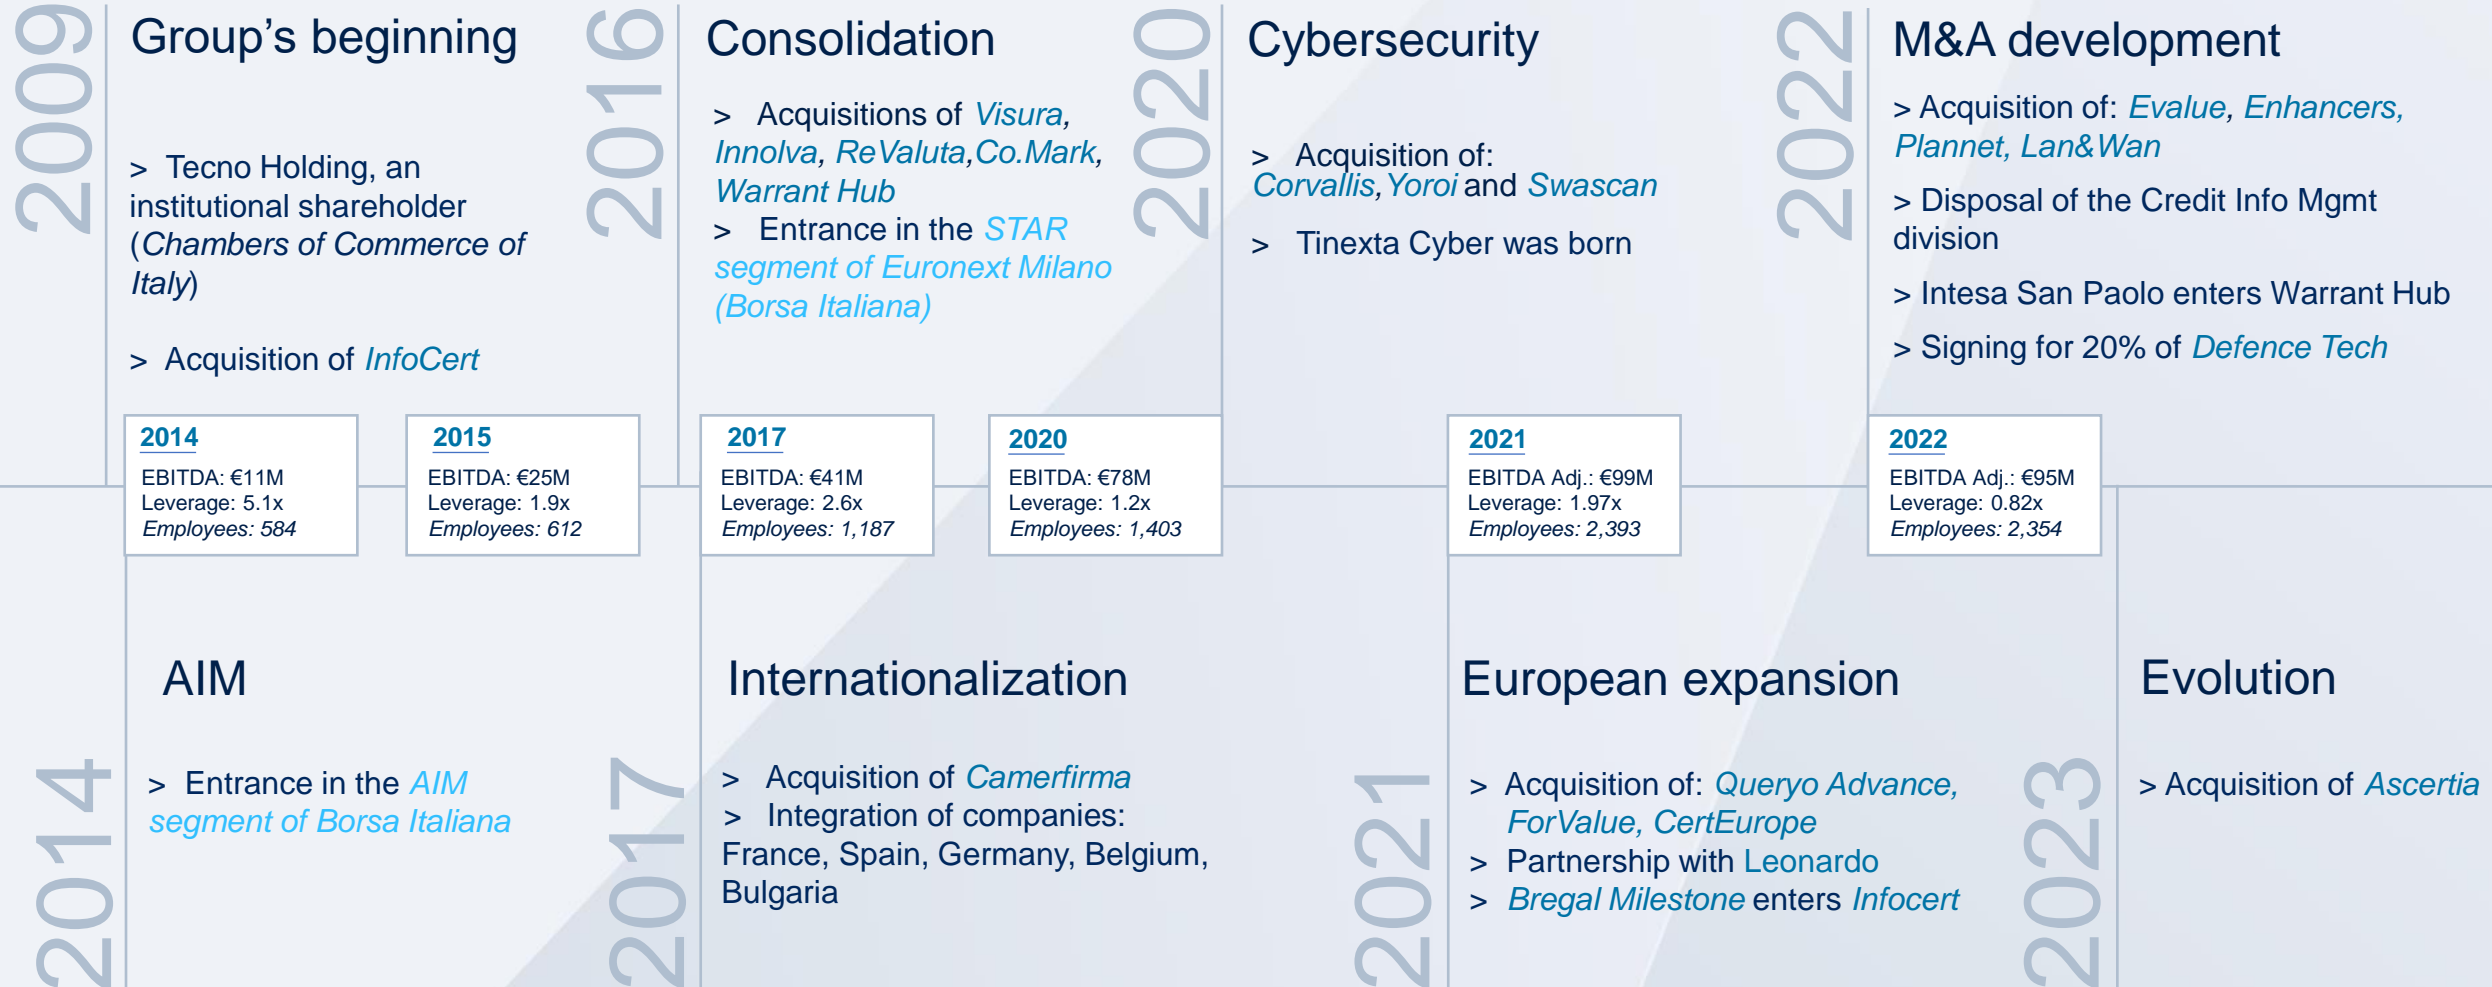 2009
Group's beginning
> Tecno Holding, an
institutional shareholder
(Chambers of Commerce of
Italy)
> Acquisition of InfoCert
2016
Consolidation
> Acquisitions of Visura,
Innolva, ReValuta,Co.Mark,
Warrant Hub
> Entrance in the STAR
segment of Euronext Milano
(Borsa Italiana)
2020
Cybersecurity
> Acquisition of:
Corvallis, Yoroi and Swascan
> Tinexta Cyber was born
2022
M&A development
> Acquisition of: Evalue, Enhancers,
Plannet, Lan&Wan
> Disposal of the Credit Info Mgmt
division
> Intesa San Paolo enters Warrant Hub
> Signing for 20% of Defence Tech
2014
EBITDA: €11M
Leverage: 5.1x
Employees: 584
2015
EBITDA: €25M
Leverage: 1.9x
Employees: 612
2017
EBITDA: €41M
Leverage: 2.6x
Employees: 1,187
2020
EBITDA: €78M
Leverage: 1.2x
Employees: 1,403
2021
EBITDA Adj.: €99M
Leverage: 1.97x
Employees: 2,393
2022
EBITDA Adj.: €95M
Leverage: 0.82x
Employees: 2,354
2014
AIM
> Entrance in the AIM
segment of Borsa Italiana
2017
Internationalization
> Acquisition of Camerfirma
> Integration of companies:
France, Spain, Germany, Belgium,
Bulgaria
2021
European expansion
> Acquisition of: Queryo Advance,
ForValue, CertEurope
> Partnership with Leonardo
> Bregal Milestone enters Infocert
2023
Evolution
> Acquisition of Ascertia